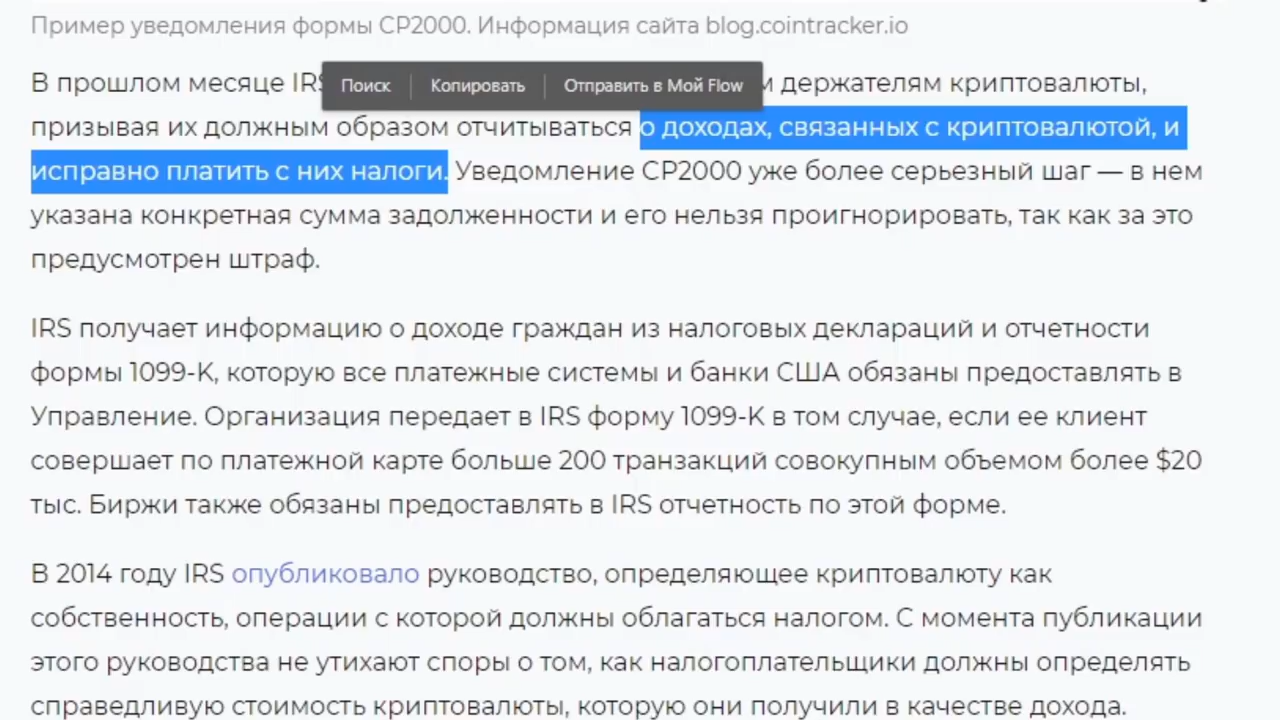 Пример уведомления формы CP2000. Информация сайта blog.cointracker.io
Поиск Копировать Отправить в Мой Flow
В прошлом месяце IRS держателям криптовалюты,
призывая их должным образом отчитываться о доходах, связанных с криптовалютой, и
исправно платить с них налоги. Уведомление CP2000 уже более серьезный шаг — в нем
указана конкретная сумма задолженности и его нельзя проигнорировать, так как за это
предусмотрен штраф.
IRS получает информацию о доходе граждан из налоговых деклараций и отчетности
формы 1099-K, которую все платежные системы и банки США обязаны предоставлять в
Управление. Организация передает в IRS форму 1099-K в том случае, если ее клиент
совершает по платежной карте больше 200 транзакций совокупным объемом более $20
тыс. Биржи также обязаны предоставлять в IRS отчетность по этой форме.
В 2014 году IRS опубликовало руководство, определяющее криптовалюту как
собственность, операции с которой должны облагаться налогом. С момента публикации
этого руководства не утихают споры о том, как налогоплательщики должны определять
справедливую стоимость криптовалюты, которую они получили в качестве дохода.